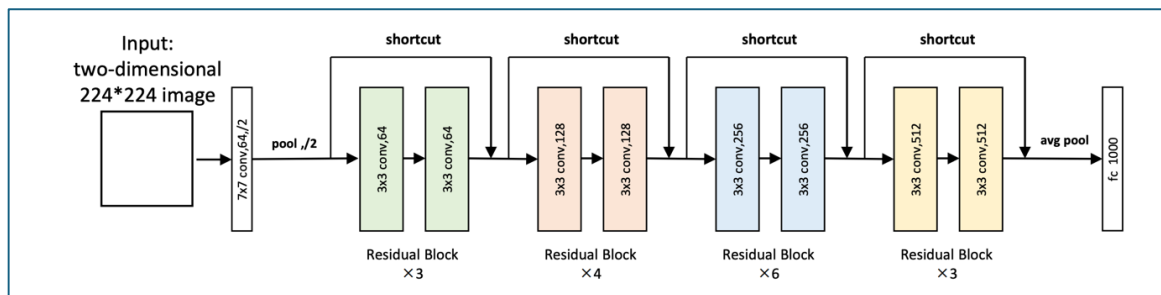 Input:
two-dimensional
224*224 image
7x7 conv,64,/2
pool ,/2
shortcut
3x3 conv,64
3x3 conv,64
Residual Block
×3
shortcut
3x3 conv,128
3x3 conv,128
Residual Block
×4
shortcut
3x3 conv,256
3x3 conv,256
Residual Block
×6
shortcut
3x3 conv,512
3x3 conv,512
Residual Block
×3
avg pool
fc 1000